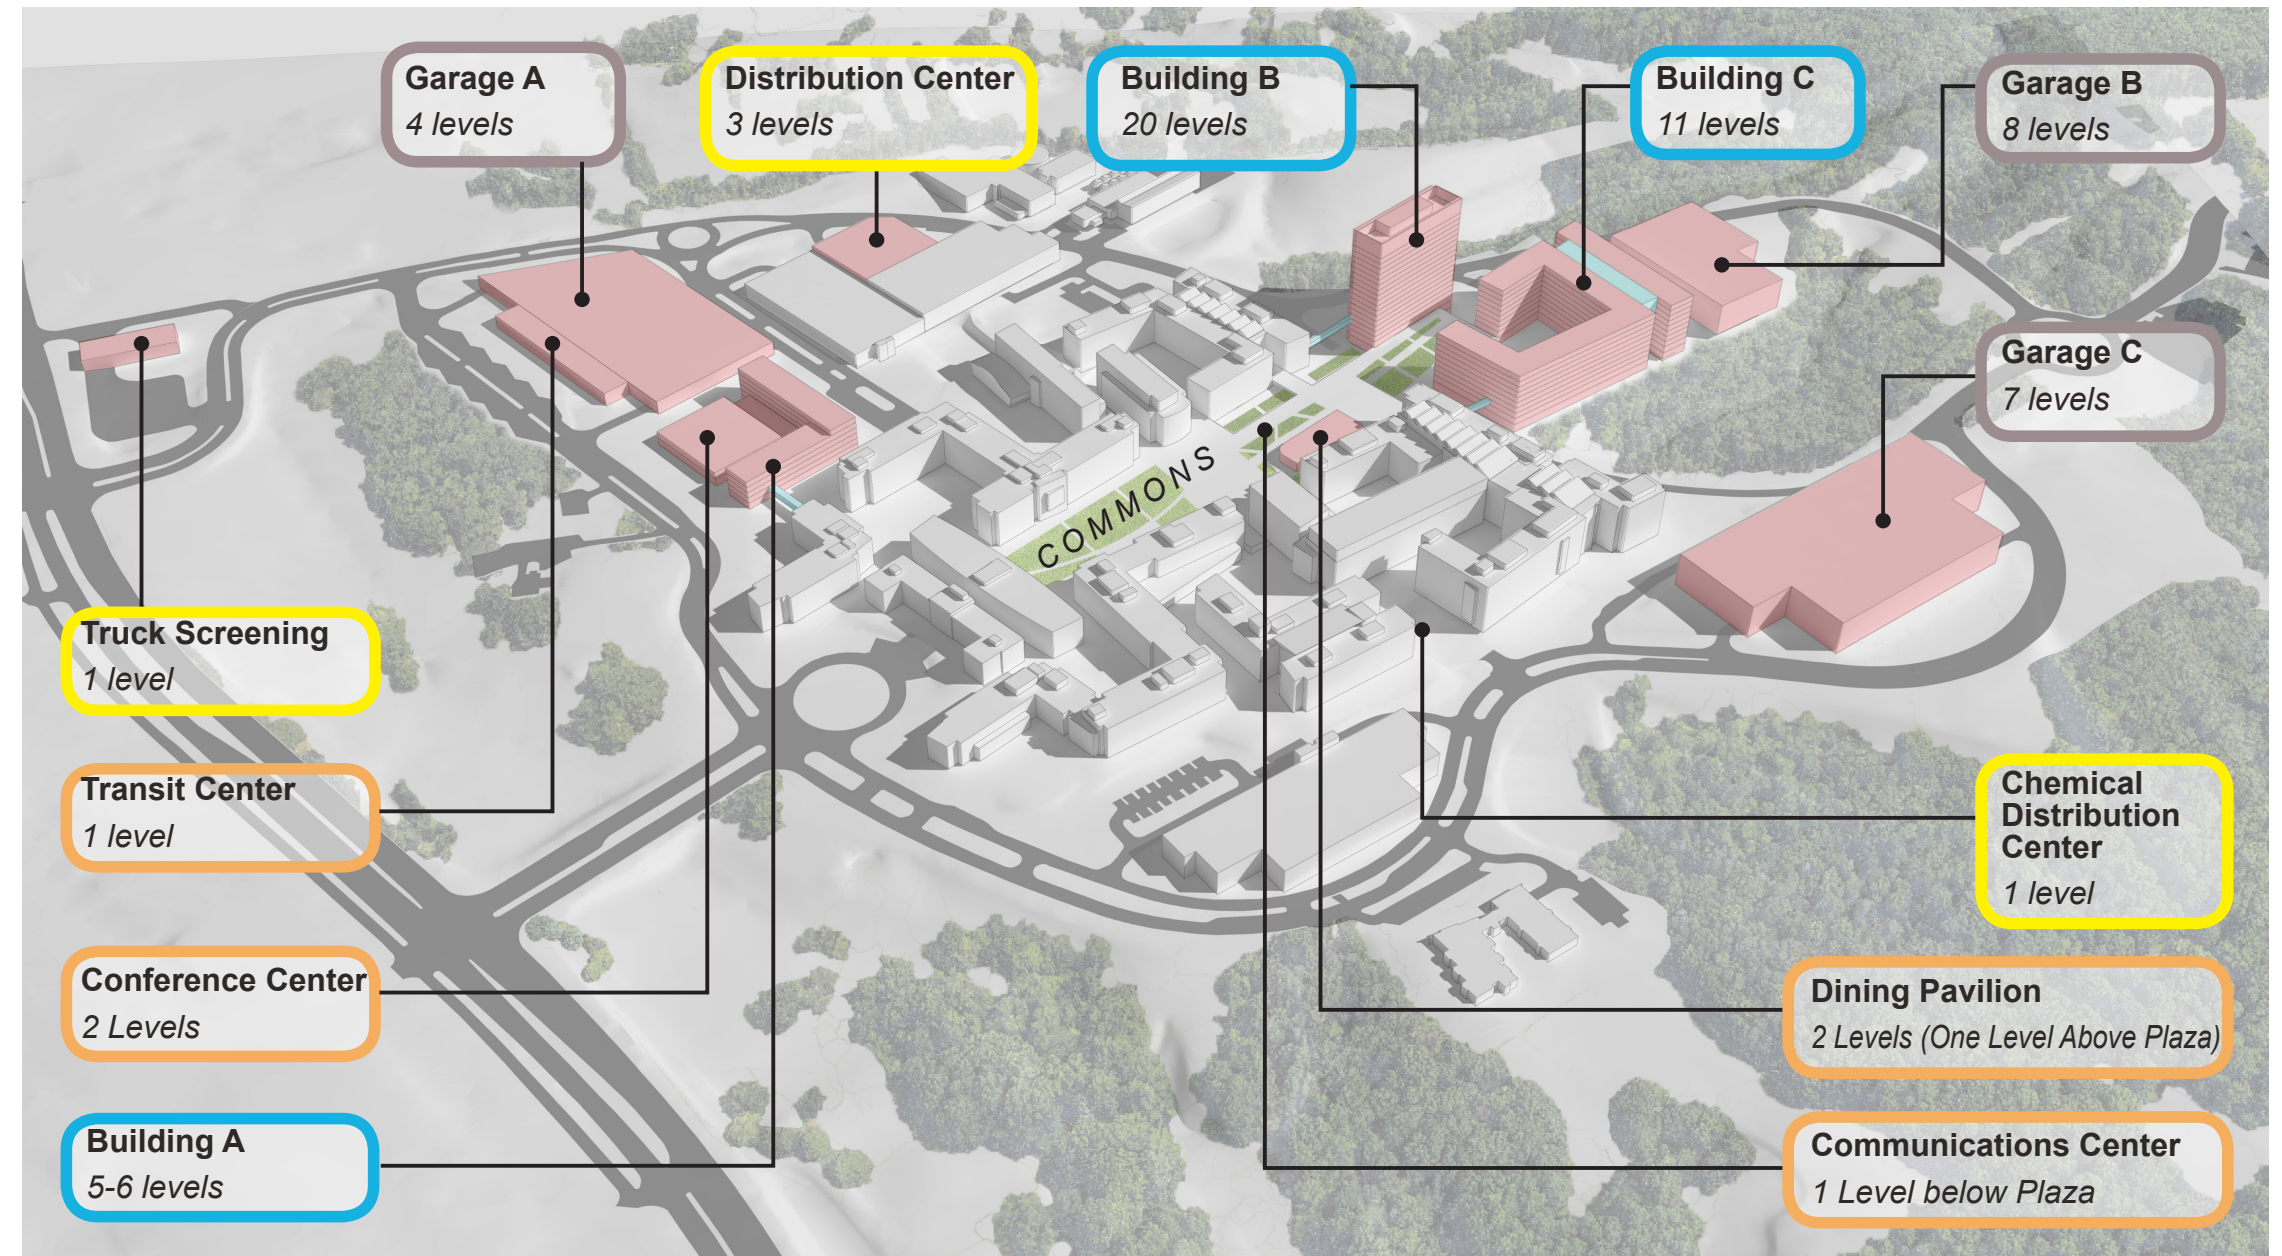 Garage A
4 levels
Distribution Center
3 levels
Building B
20 levels
Building C
11 levels
Garage B
8 levels
Garage C
7 levels
COMMONS
Truck Screening
1 level
Transit Center
1 level
Chemical
Distribution
Center
1 level
Conference Center
2 Levels
Dining Pavilion
2 Levels (One Level Above Plaza)
Building A
5-6 levels
Communications Center
1 Level below Plaza